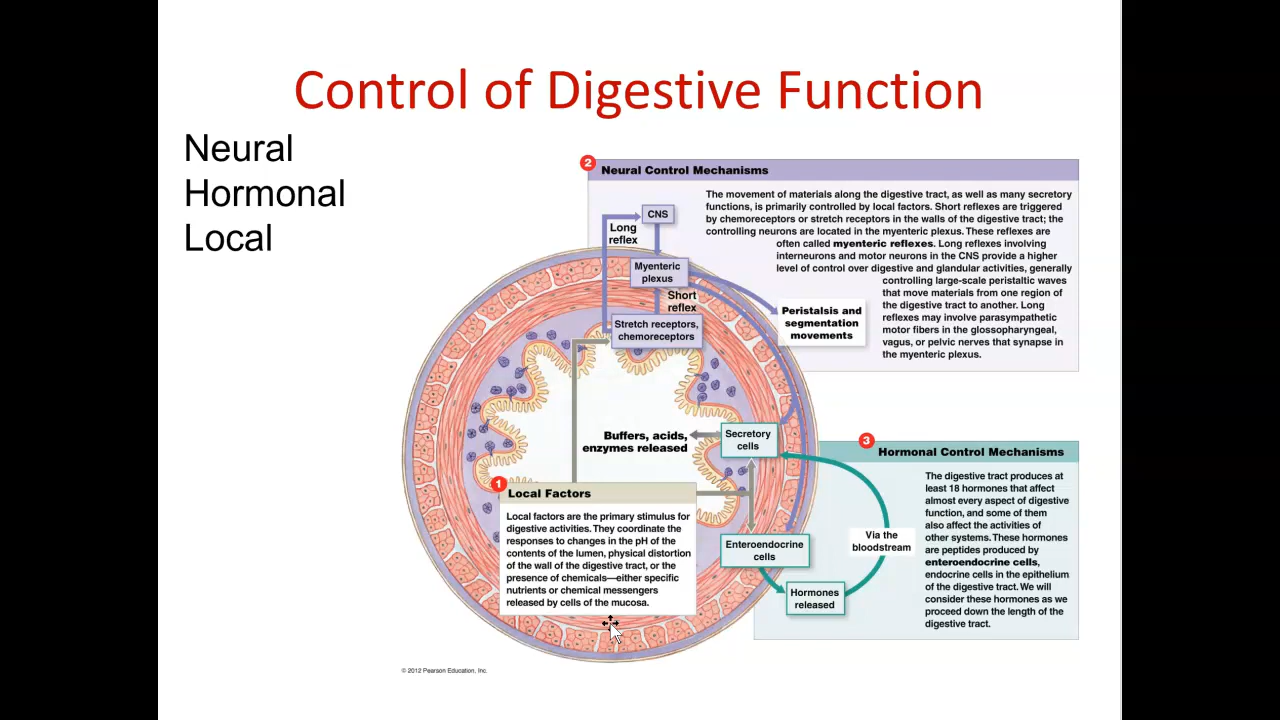 Control of Digestive Function
Neural
Hormonal
Local
2
Neural Control Mechanisms
The movement of materials along the digestive tract, as well as many secretory
functions, is primarily controlled by local factors. Short reflexes are triggered
by chemoreceptors or stretch receptors in the walls of the digestive tract; the
controlling neurons are located in the myenteric plexus. These reflexes are
often called myenteric reflexes. Long reflexes involving
interneurons and motor neurons in the CNS provide a higher
level of control over digestive and glandular activities, generally
controlling large-scale peristaltic waves
that move materials from one region of
the digestive tract to another. Long
reflexes may involve parasympathetic
motor fibers in the glossopharyngeal,
vagus, or pelvic nerves that synapse in
the myenteric plexus.
CNS
Long
reflex
Myenteric
plexus
Short
reflex
Stretch receptors,
chemoreceptors
Peristalsis and
segmentation
movements
Buffers, acids,
enzymes released
Secretory
cells
1
Local Factors
Local factors are the primary stimulus for
digestive activities. They coordinate the
responses to changes in the pH of the
contents of the lumen, physical distortion
of the wall of the digestive tract, or the
presence of chemicals—either specific
nutrients or chemical messengers
released by cells of the mucosa.
Enteroendocrine
cells
Hormones
released
Via the
bloodstream
3
Hormonal Control Mechanisms
The digestive tract produces at
least 18 hormones that affect
almost every aspect of digestive
function, and some of them
also affect the activities of
other systems. These hormones
are peptides produced by
enteroendocrine cells,
endocrine cells in the epithelium
of the digestive tract. We will
consider these hormones as we
proceed down the length of the
digestive tract.
© 2012 Pearson Education, Inc.